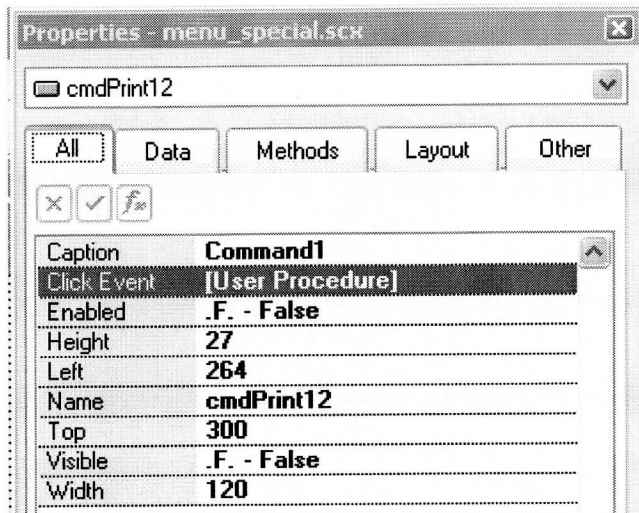 Properties - menu_special.scx
cmdPrint12
All Data Methods Layout Other
fx
Caption Command1
Click Event [User Procedure]
Enabled .F. - False
Height 27
Left 264
Name cmdPrint12
Top 300
Visible .F. - False
Width 120